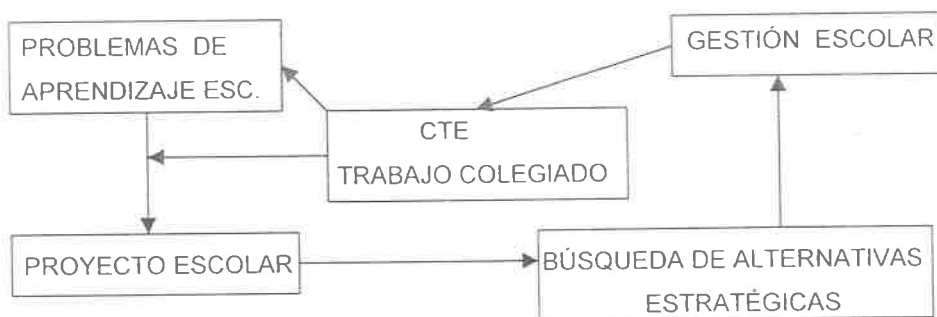 PROBLEMAS DE
APRENDIZAJE ESC.
GESTIÓN ESCOLAR
CTE
TRABAJO COLEGIADO
PROYECTO ESCOLAR
BÚSQUEDA DE ALTERNATIVAS
ESTRATÉGICAS